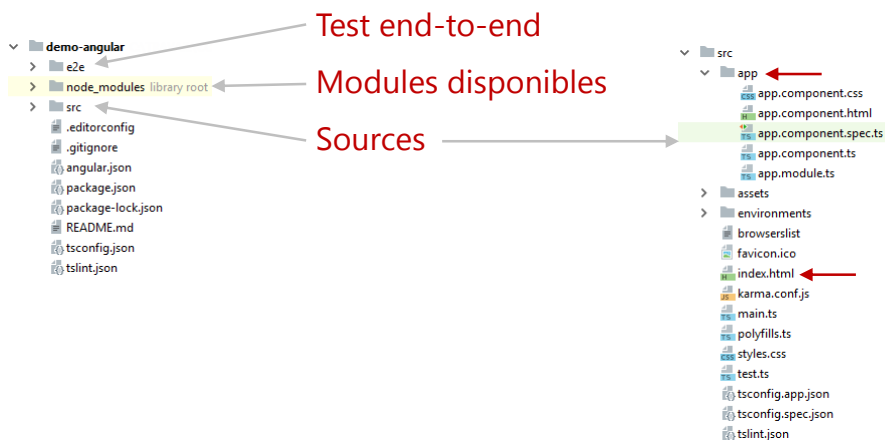 Test end-to-end
Modules disponibles
Sources
demo-angular
e2e
node_modules library root
src
.editorconfig
.gitignore
angular.json
package.json
package-lock.json
README.md
tsconfig.json
tslint.json
src
app
app.component.css
app.component.html
app.component.spec.ts
app.component.ts
app.module.ts
assets
environments
browserslist
favicon.ico
index.html
karma.conf.js
main.ts
polyfills.ts
styles.css
test.ts
tsconfig.app.json
tsconfig.spec.json
tslint.json